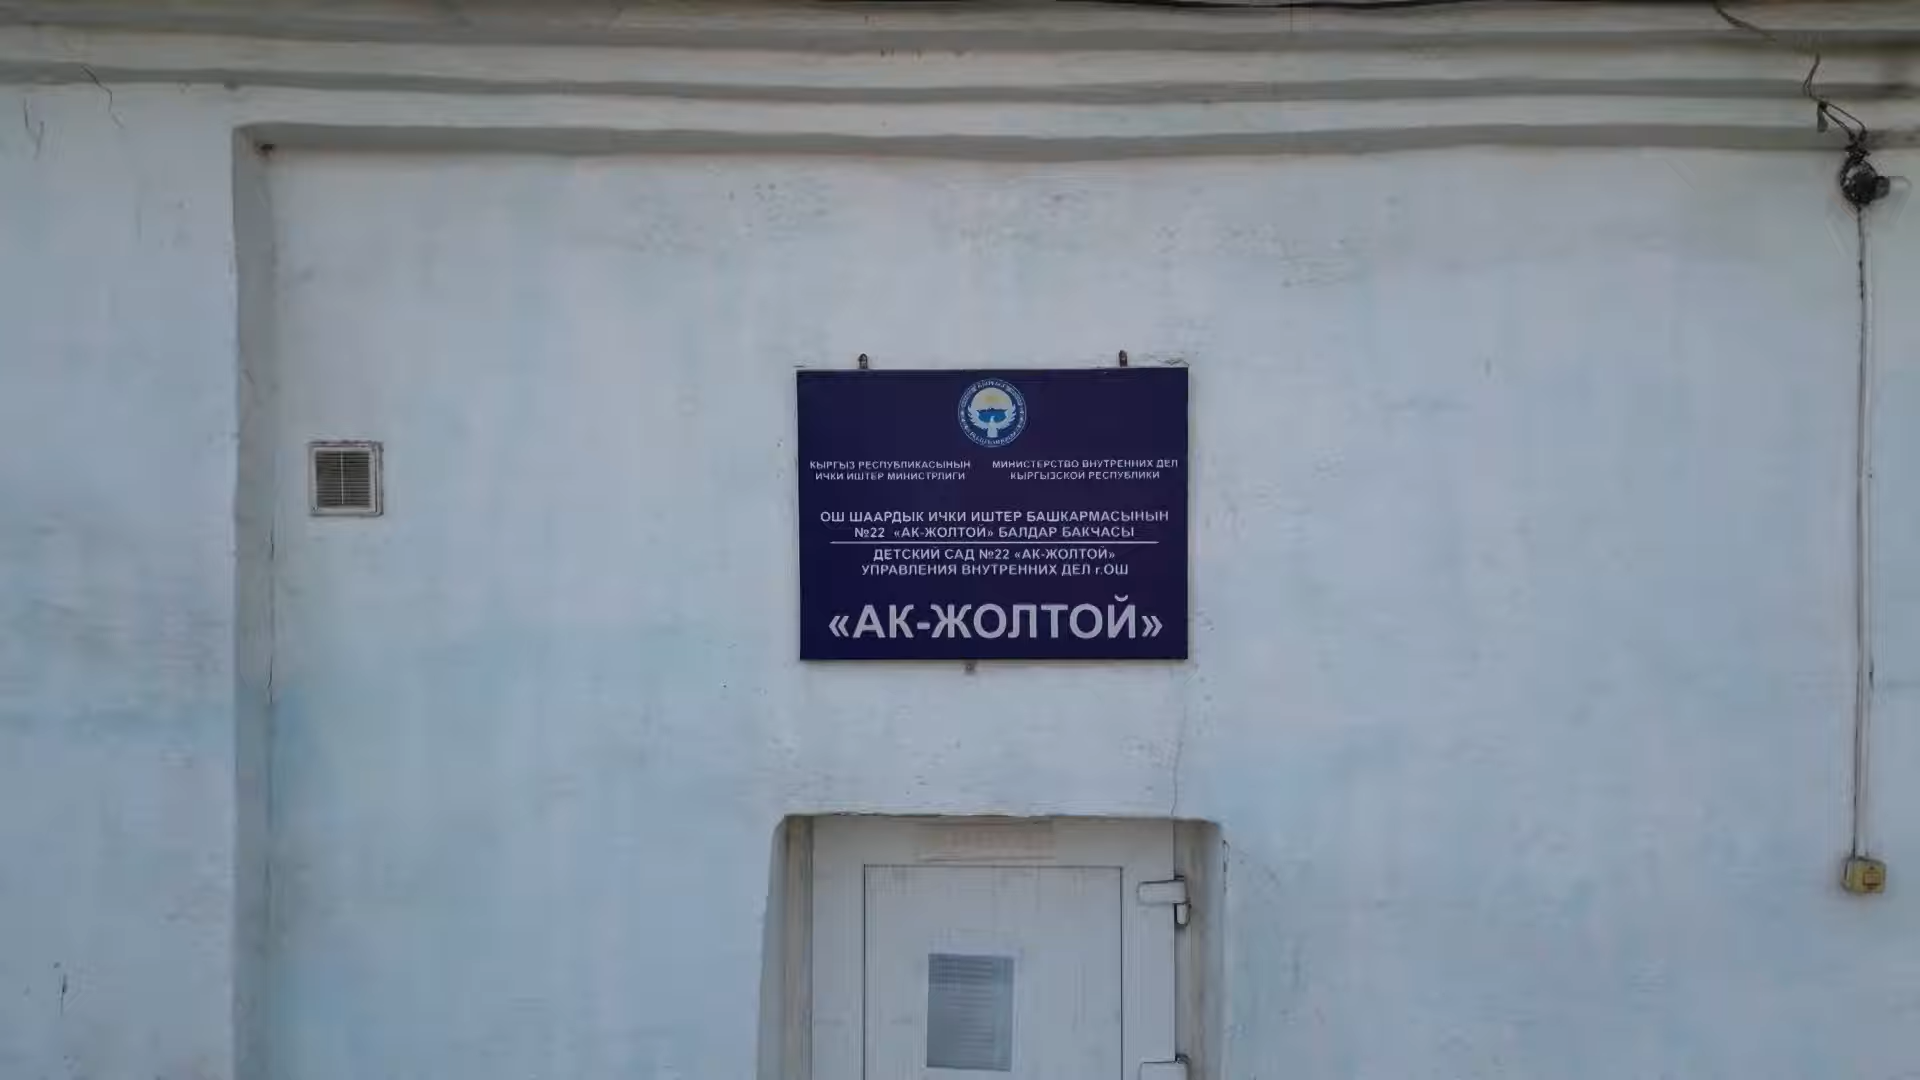 КЫРГЫЗ РЕСПУБЛИКАСЫНЫН
ИЧКИ ИШТЕР МИНИСТРЛИГИ
МИНИСТЕРСТВО ВНУТРЕННИХ ДЕЛ
КЫРГЫЗСКОЙ РЕСПУБЛИКИ
ОШ ШААРДЫК ИЧКИ ИШТЕР БАШКАРМАСЫНЫН
№22 «АК-ЖОЛТОЙ» БАЛДАР БАКЧАСЫ
ДЕТСКИЙ САД №22 «АК-ЖОЛТОЙ»
УПРАВЛЕНИЯ ВНУТРЕННИХ ДЕЛ г.ОШ
«АК-ЖОЛТОЙ»